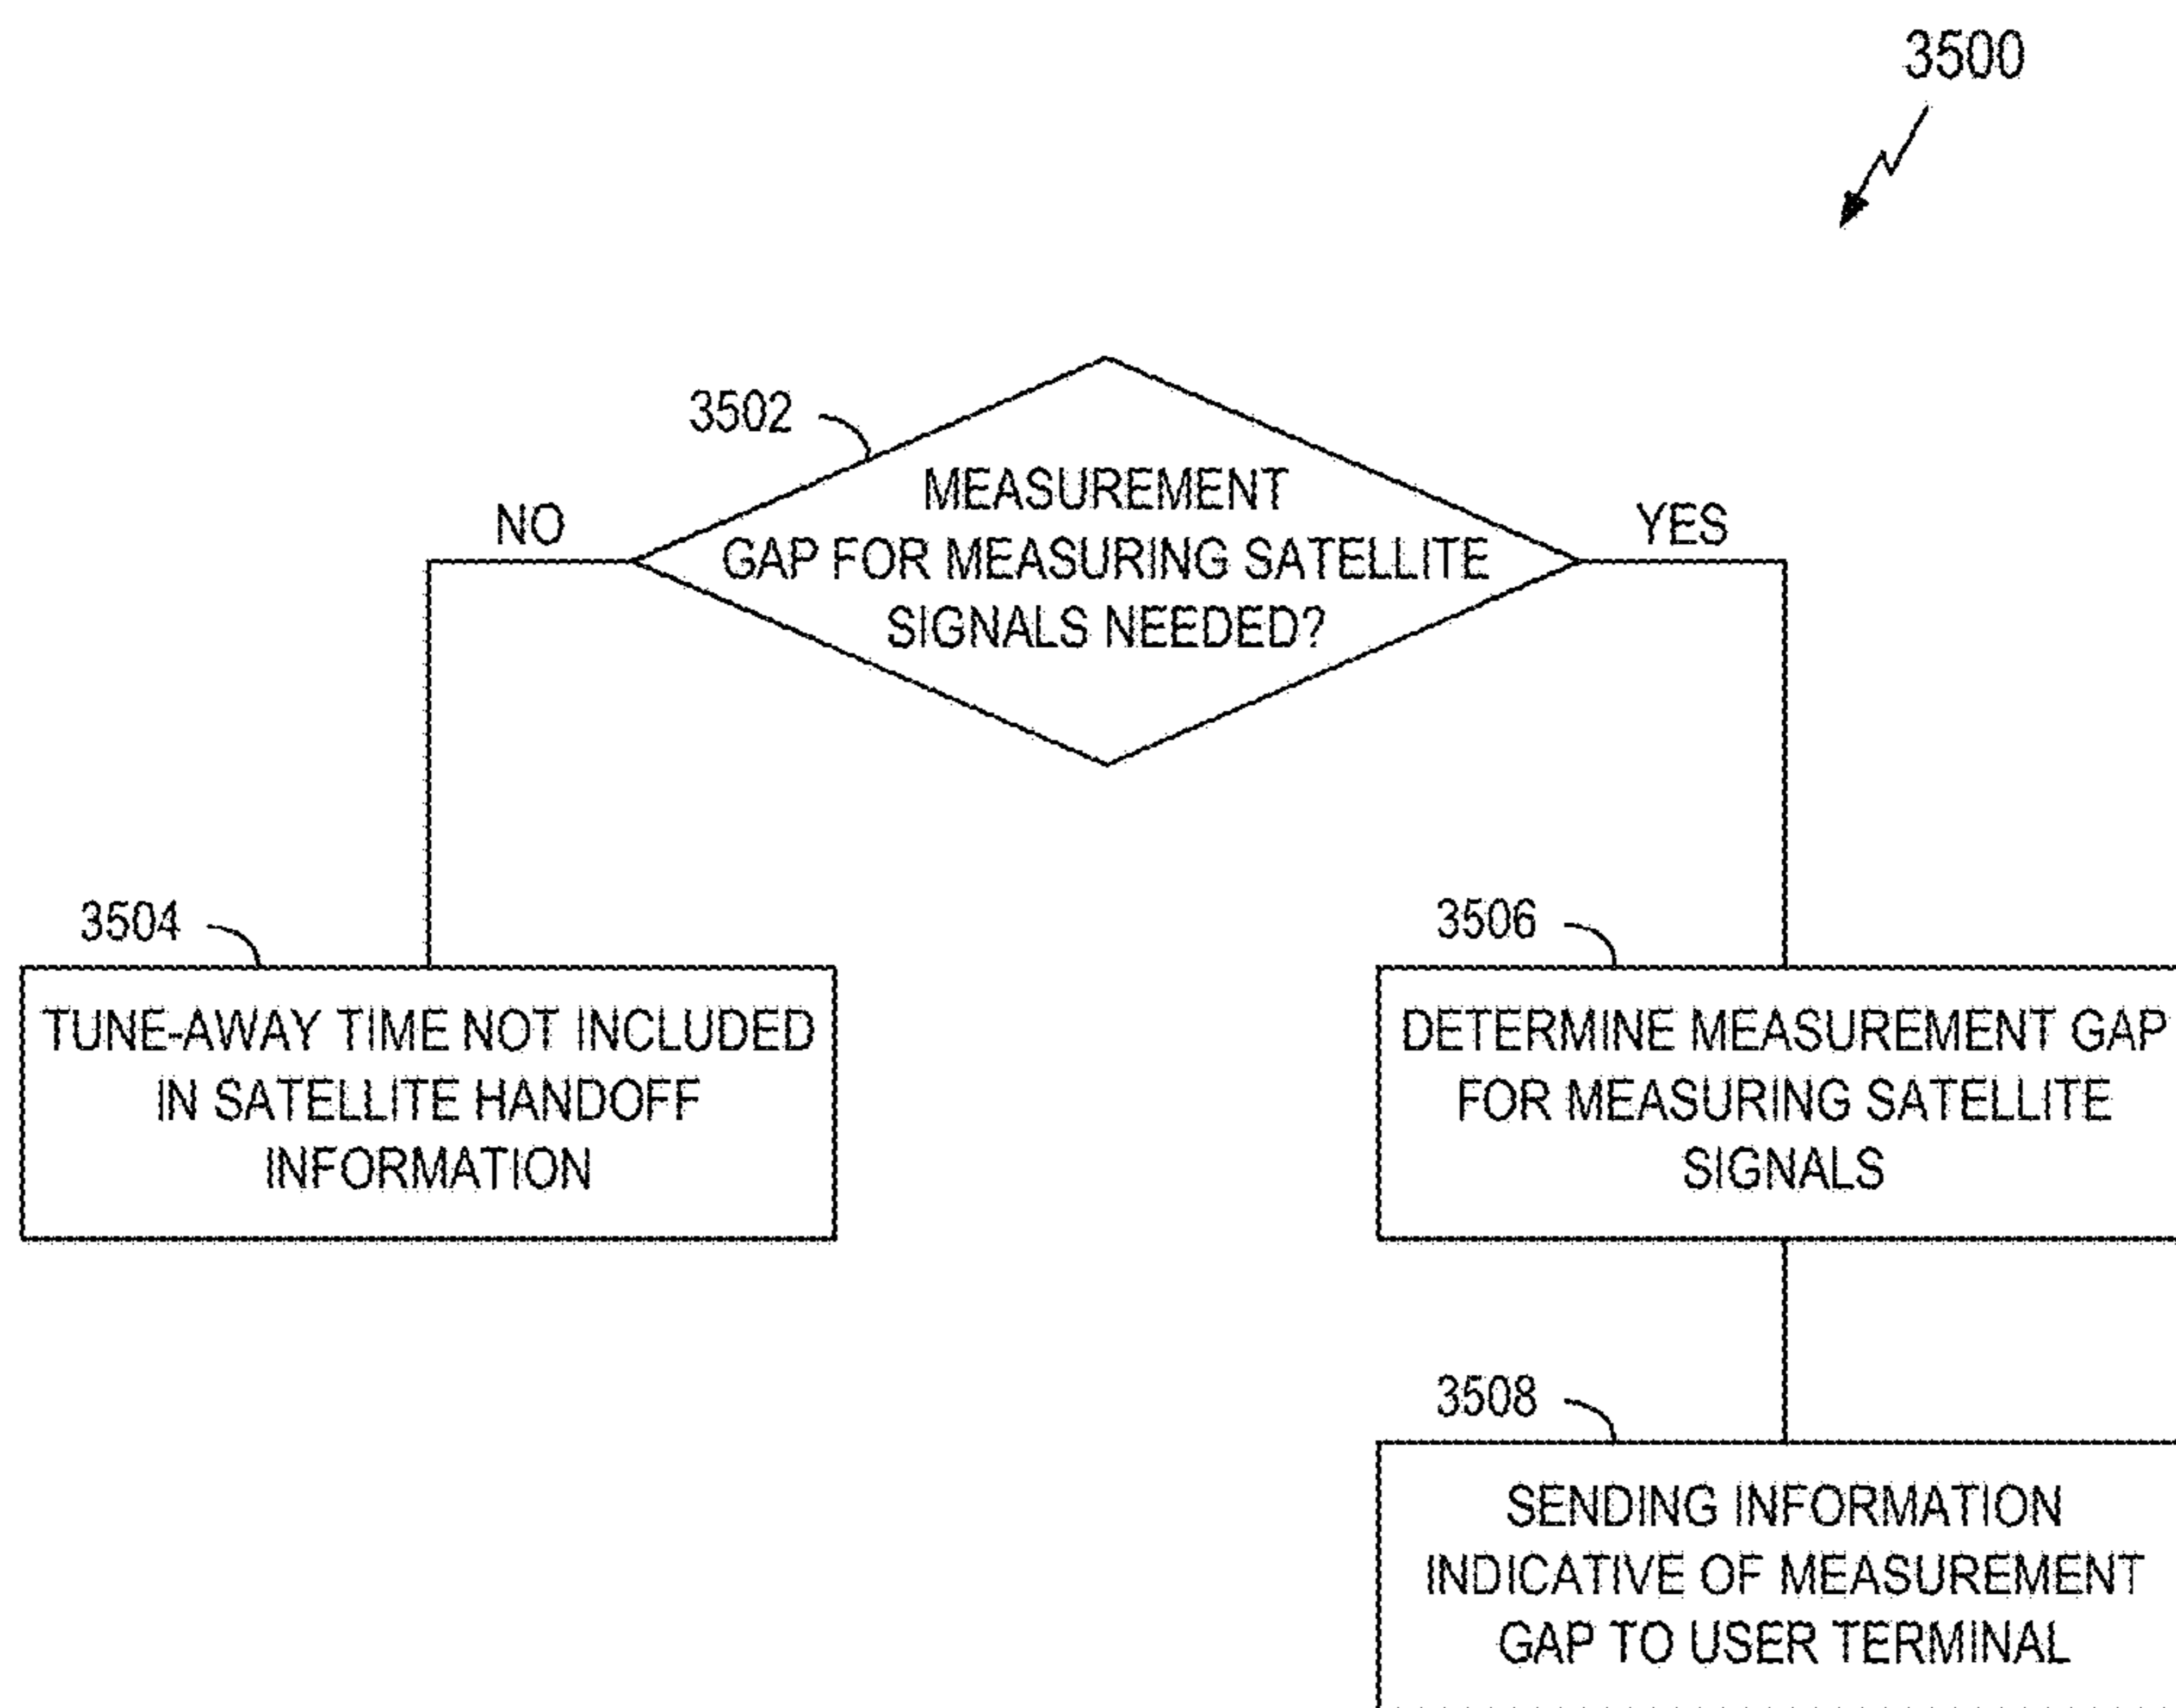 3500
3502
MEASUREMENT
GAP FOR MEASURING SATELLITE
SIGNALS NEEDED?
NO
YES
3504
TUNE-AWAY TIME NOT INCLUDED
IN SATELLITE HANDOFF
INFORMATION
3506
DETERMINE MEASUREMENT GAP
FOR MEASURING SATELLITE
SIGNALS
3508
SENDING INFORMATION
INDICATIVE OF MEASUREMENT
GAP TO USER TERMINAL